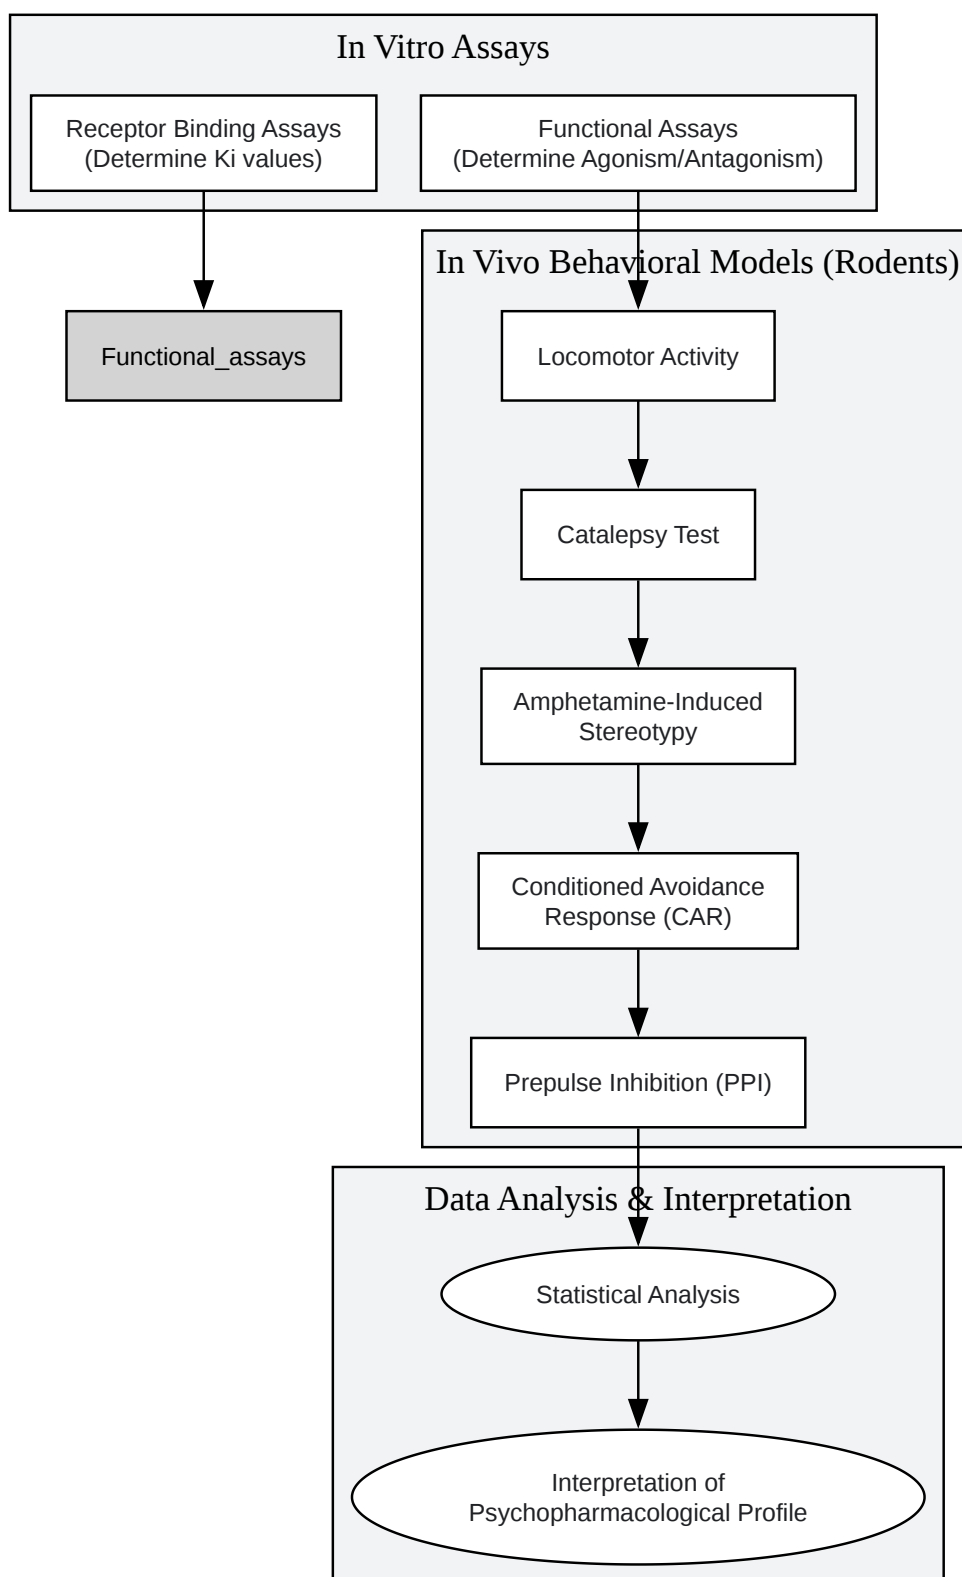 In Vitro Assays
Receptor Binding Assays
(Determine Ki values)
Functional Assays
(Determine Agonism/Antagonism)
In Vivo Behavioral Models (Rodents)
Functional_assays
Locomotor Activity
Catalepsy Test
Amphetamine-Induced
Stereotypy
Conditioned Avoidance
Response (CAR)
Prepulse Inhibition (PPI)
Data Analysis & Interpretation
Statistical Analysis
Interpretation of
Psychopharmacological Profile